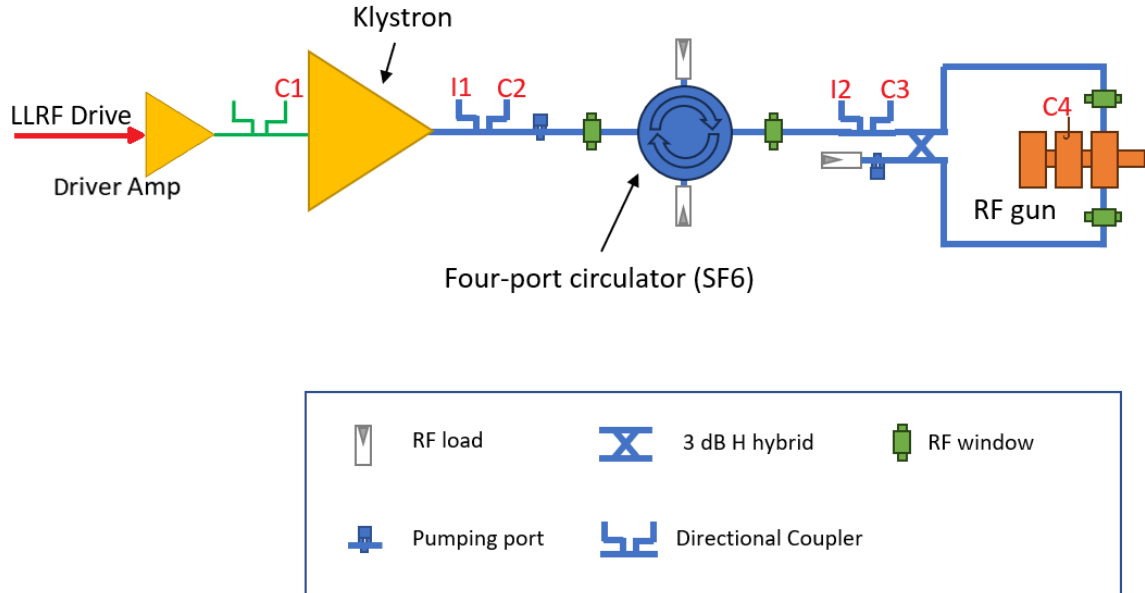 Klystron
LLRF Drive
C1
I1
C2
I2
C3
C4
Driver Amp
RF gun
Four-port circulator (SF6)
RF load
3 dB H hybrid
RF window
Pumping port
Directional Coupler